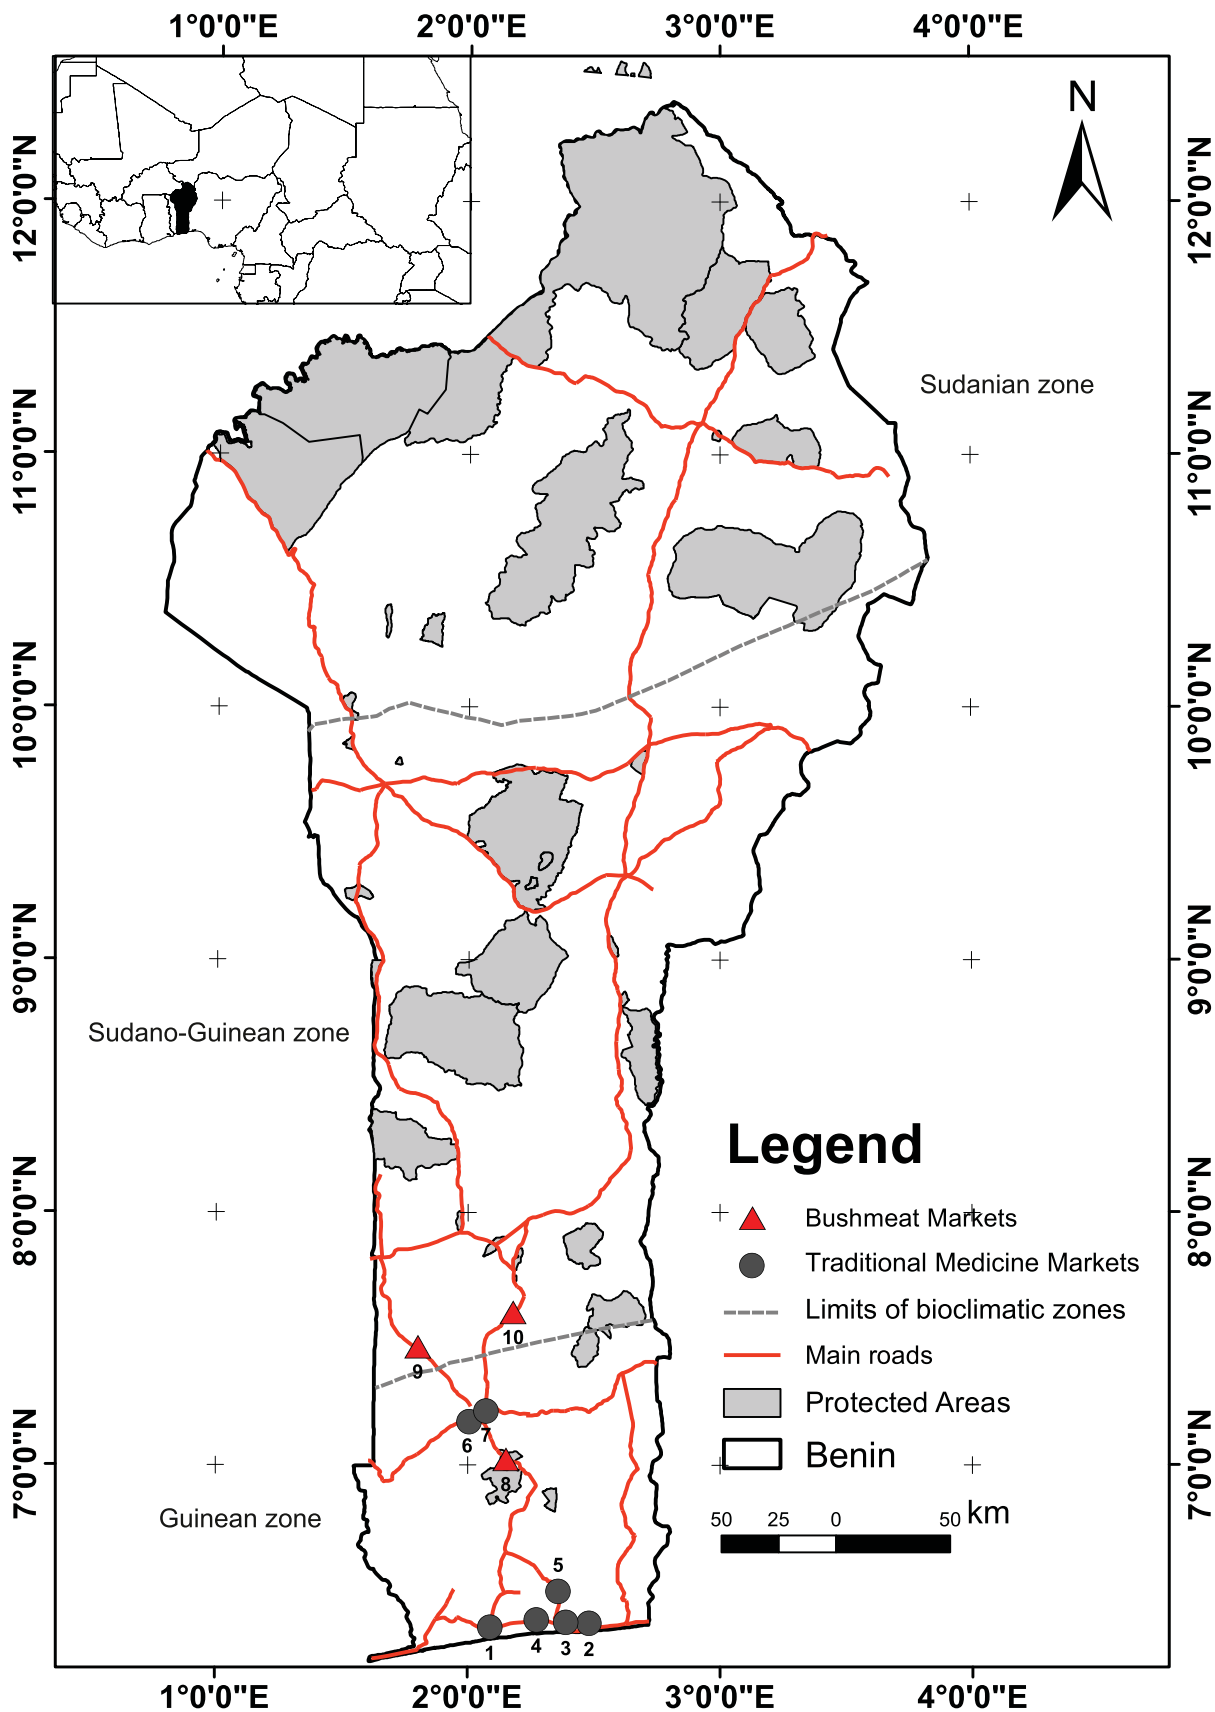 1°0'0"E 2°0'0"E 3°0'0"E 4°0'0"E
N
12°0'0"N 12°0'0"N
Sudanian zone
11°0'0"N 11°0'0"N
10°0'0"N 10°0'0"N
9°0'0"N 9°0'0"N
Sudano-Guinean zone
Legend
Bushmeat Markets
8°0'0"N 8°0'0"N
Traditional Medicine Markets
Limits of bioclimatic zones
10
Main roads
9
Protected Areas
6 7
Benin
7°0'0"N 7°0'0"N
8
Guinean zone
50 25 0 50 km
5
1 4 3 2
1°0'0"E 2°0'0"E 3°0'0"E 4°0'0"E